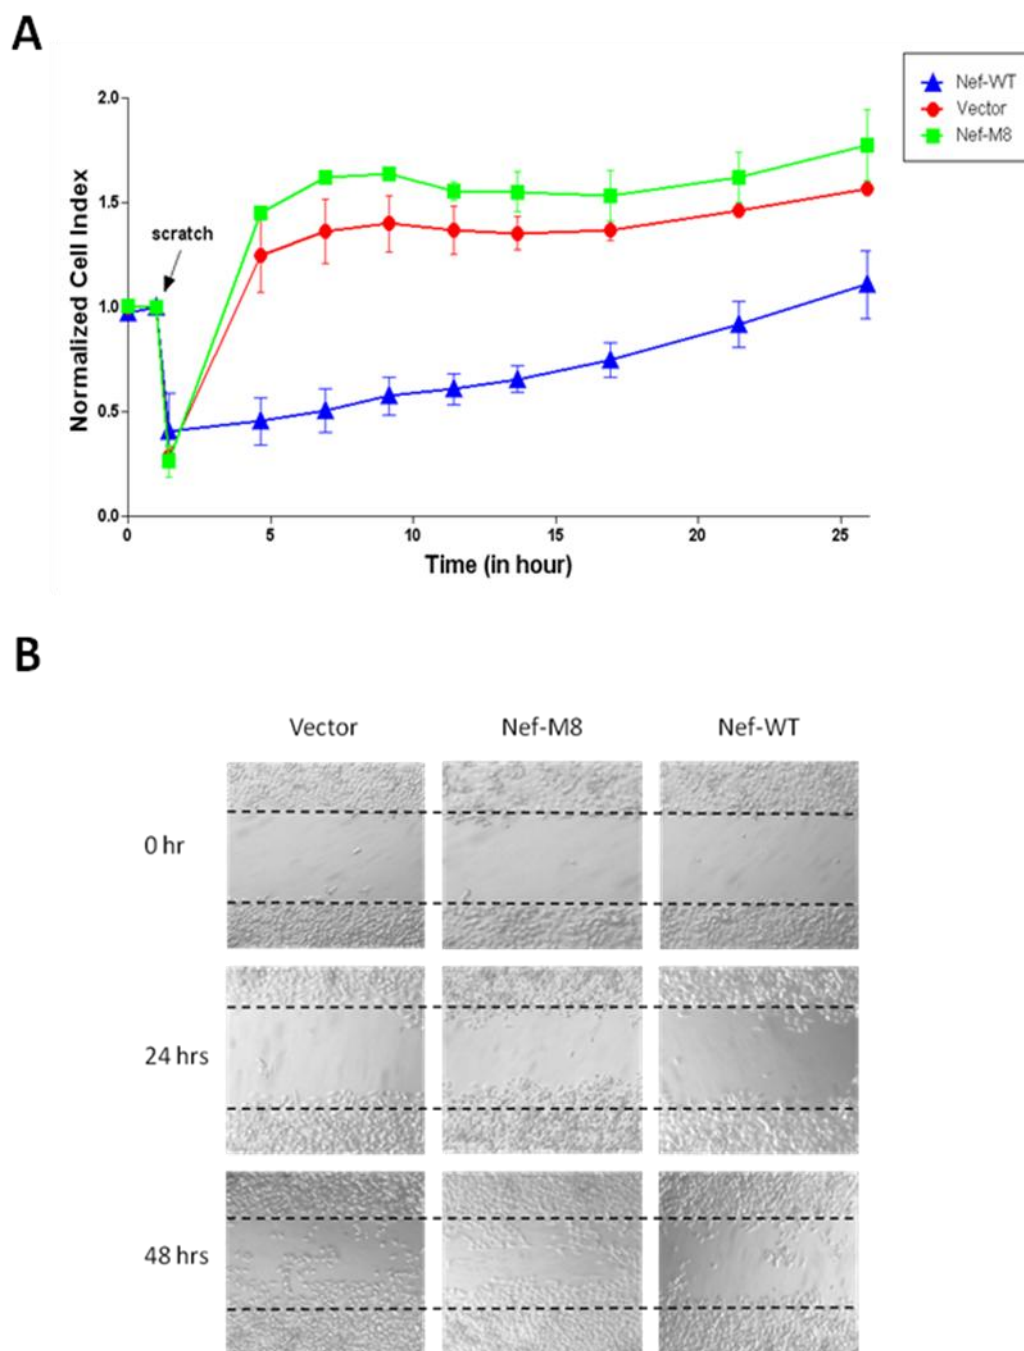 A
Nef-WT
Vector
Nef-M8
2.0
1.5
scratch
1.0
0.5
0.0
Normalized Cell Index
0 5 10 15 20 25
Time (in hour)
B
Vector Nef-M8 Nef-WT
0 hr
24 hrs
48 hrs